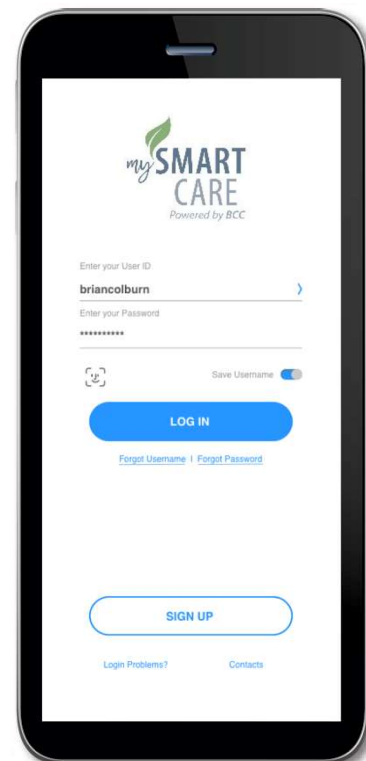 my SMART
CARE
Powered by BCC
Enter your User ID
briancolburn
Enter your Password
**********
Save Username
LOG IN
Forgot Username | Forgot Password
SIGN UP
Login Problems? Contacts